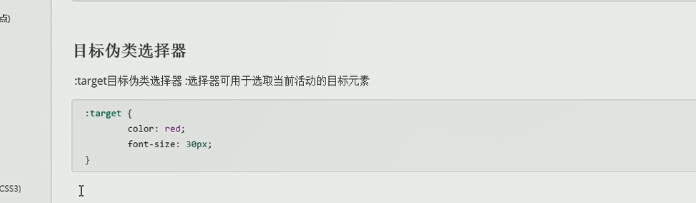 点)
目标伪类选择器
:target目标伪类选择器 :选择器可用于选取当前活动的目标元素
:target {
color: red;
font-size: 30px;
}
CSS3)